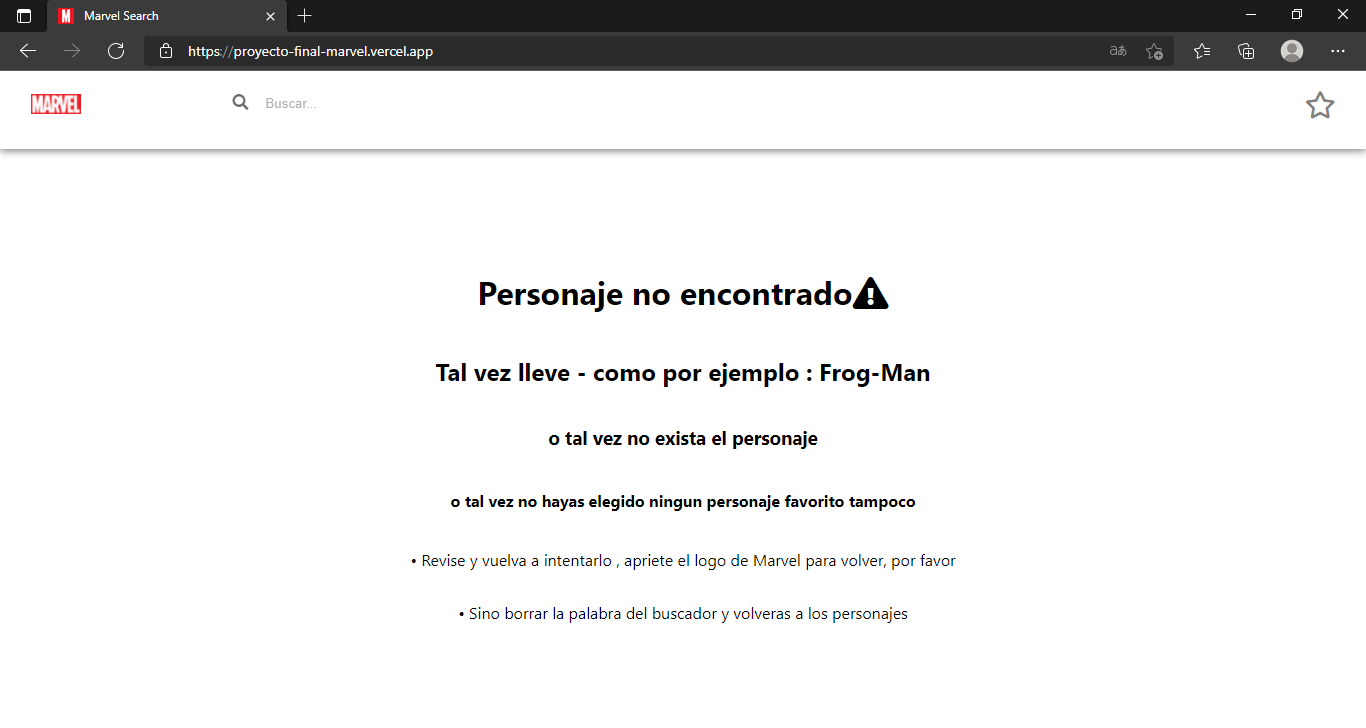 Marvel Search
https://proyecto-final-marvel.vercel.app
aあ
MARVEL
Buscar...
Personaje no encontrado
Tal vez lleve - como por ejemplo : Frog-Man
o tal vez no exista el personaje
o tal vez no hayas elegido ningun personaje favorito tampoco
• Revise y vuelva a intentarlo , apriete el logo de Marvel para volver, por favor
• Sino borrar la palabra del buscador y volveras a los personajes